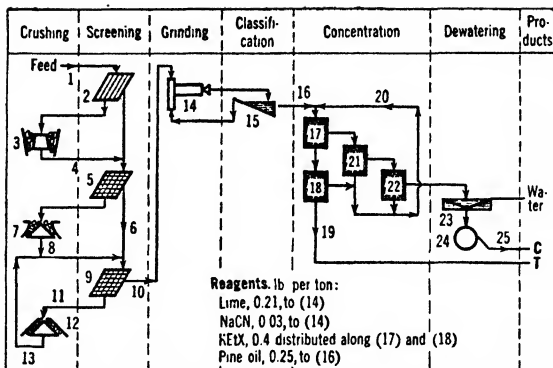 Crushing
Screening
Grinding
Classifi-
cation
Concentration
Dewatering
Pro-
ducts
Feed
1
2
3
4
5
6
7
8
9
10
11
12
13
14
15
16
17
18
19
20
21
22
23
24
25
Wa-
ter
C
T
Reagents. lb per ton:
Lime, 0.21, to (14)
NaCN, 0 03, to (14)
KEtX, 0.4 distributed along (17) and (18)
Pine oil, 0.25, to (16)